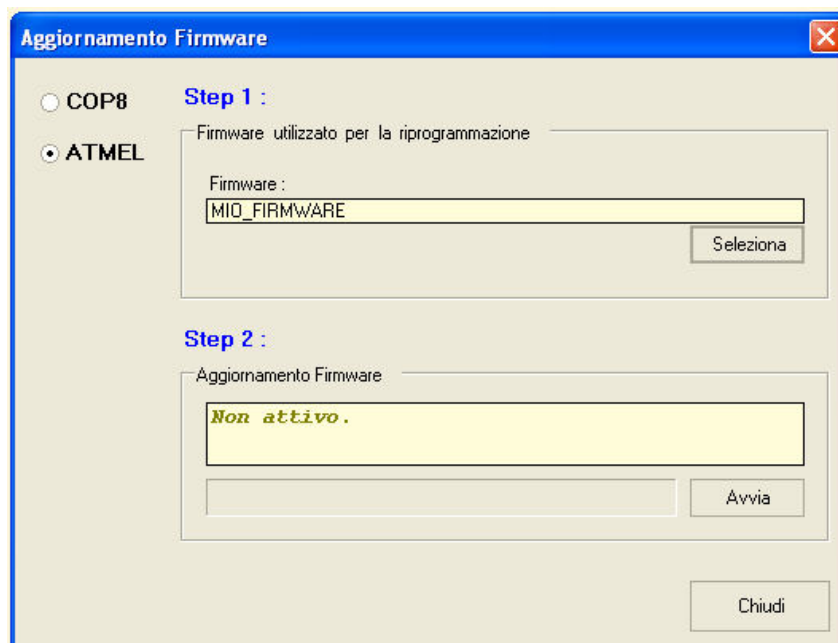 Aggiornamento Firmware
COP8
ATMEL
Step 1 :
Firmware utilizzato per la riprogrammazione
Firmware :
MIO_FIRMWARE
Seleziona
Step 2 :
Aggiornamento Firmware
Non attivo.
Avvia
Chiudi